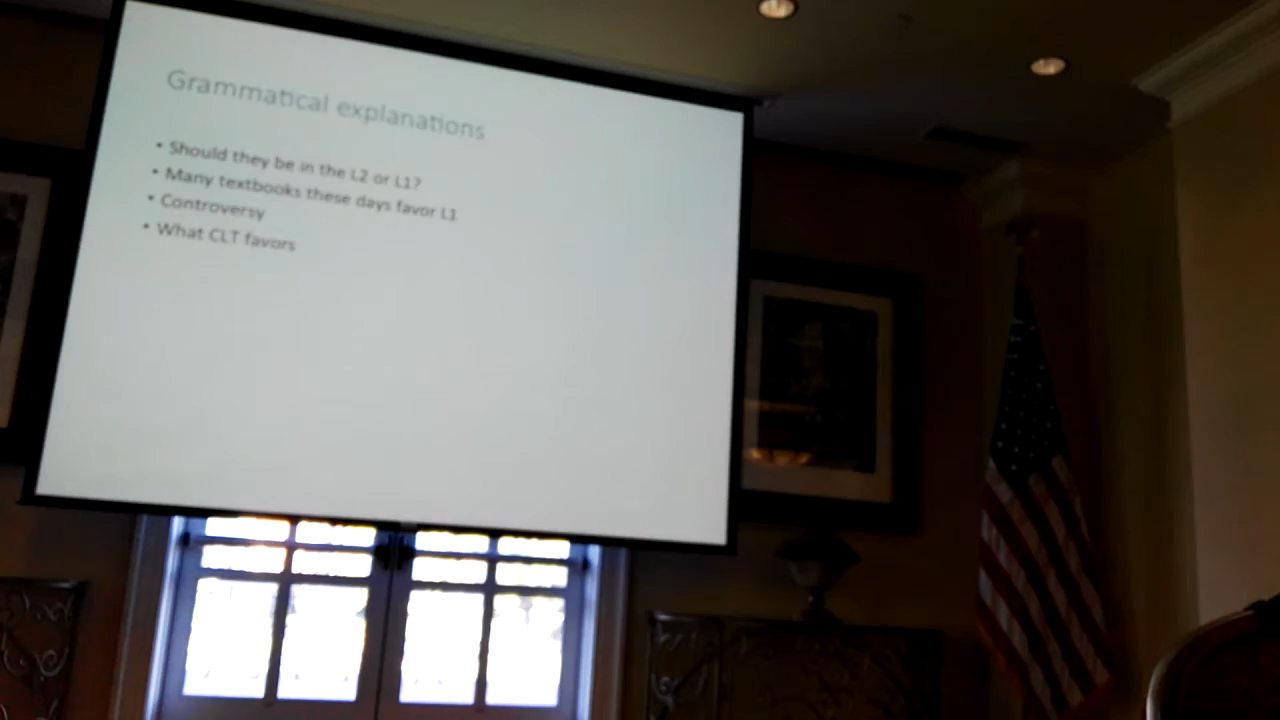 Grammatical explanations
• Should they be in the L2 or L1?
• Many textbooks these days favor L1
• Controversy
• What CLT favors